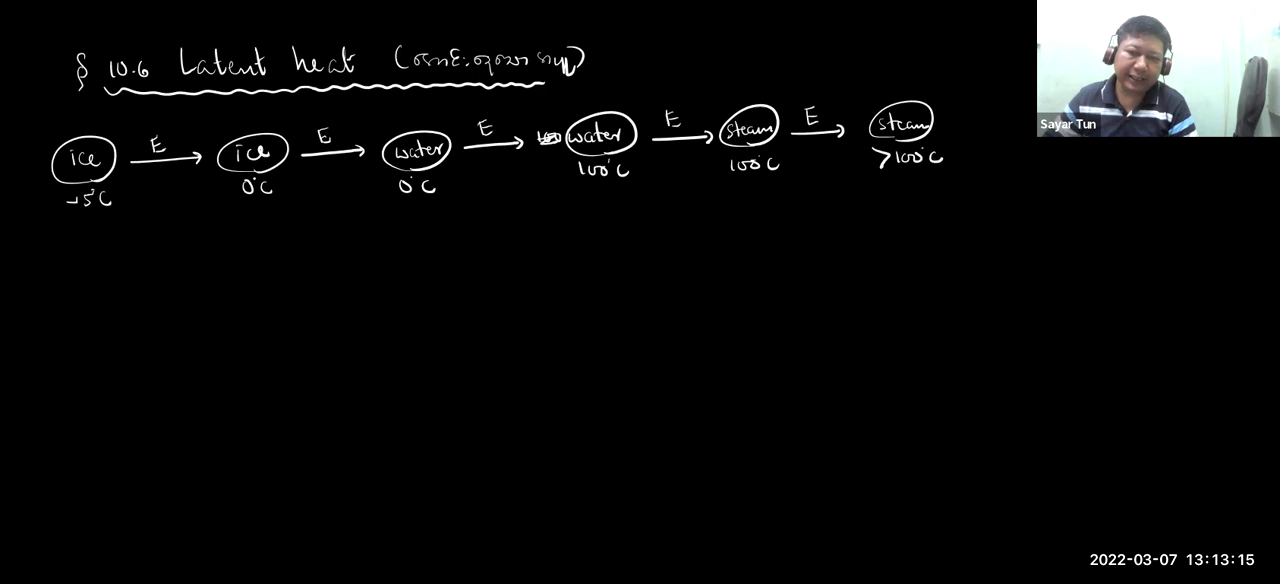 § 10.6 Latent heat
ice E ice E water E water E steam E steam
-5°C 0°C 0°C 100°C 100°C >100°C
Sayar Tun
2022-03-07 13:13:15